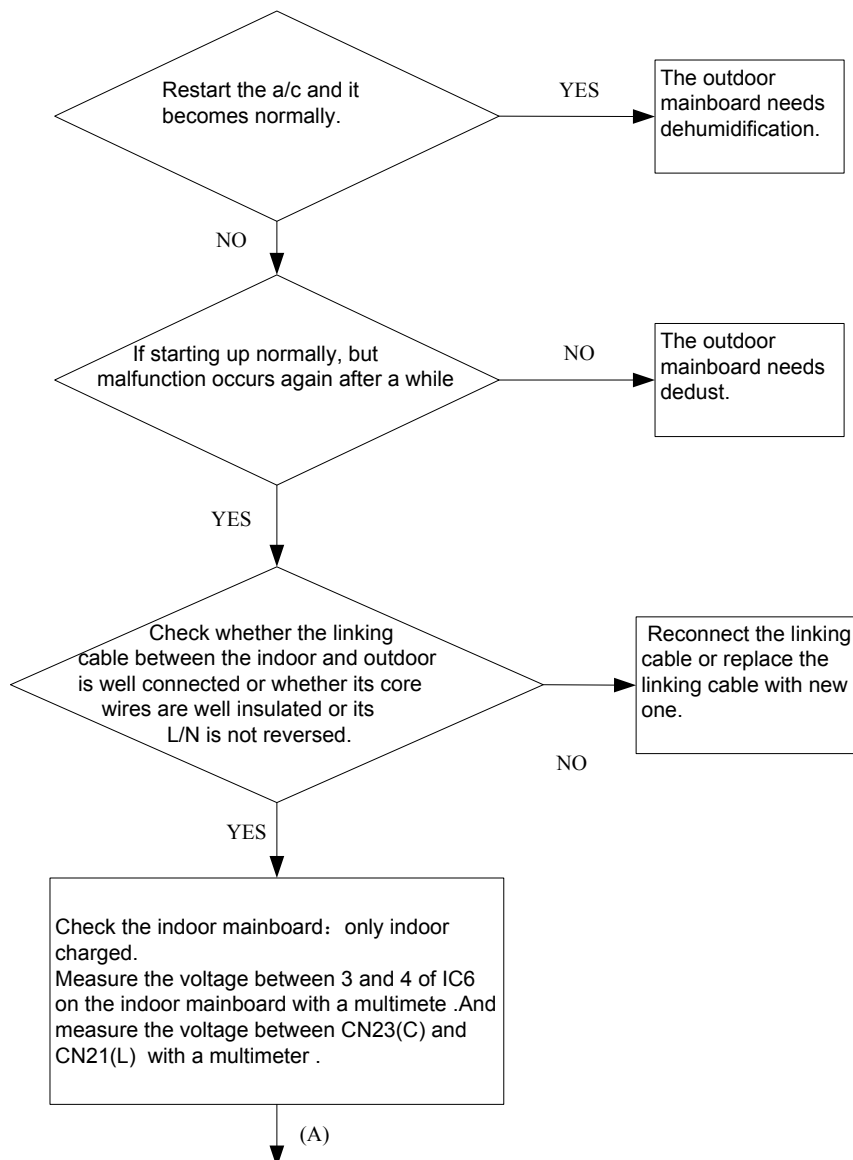 Restart the a/c and it
becomes normally.
YES
The outdoor
mainboard needs
dehumidification.
NO
If starting up normally, but
malfunction occurs again after a while
NO
The outdoor
mainboard needs
dedust.
YES
Check whether the linking
cable between the indoor and outdoor
is well connected or whether its core
wires are well insulated or its
L/N is not reversed.
NO
Reconnect the linking
cable or replace the
linking cable with new
one.
YES
Check the indoor mainboard：only indoor
charged.
Measure the voltage between 3 and 4 of IC6
on the indoor mainboard with a multimete .And
measure the voltage between CN23(C) and
CN21(L) with a multimeter .
(A)